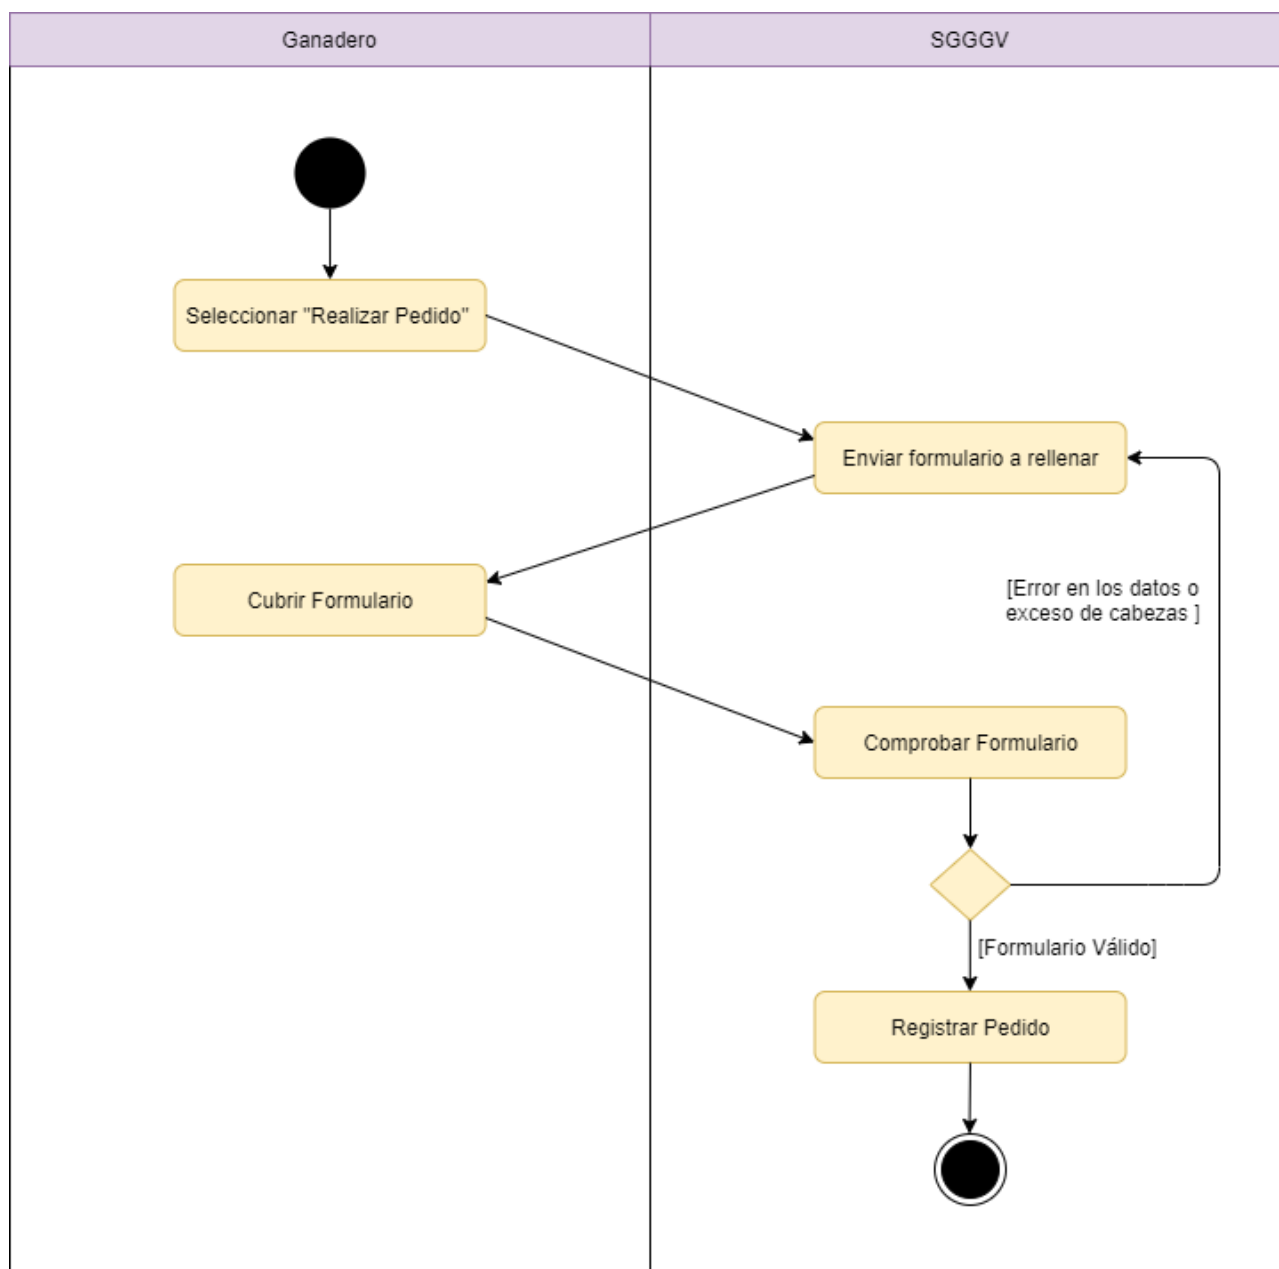 Ganadero
SGGGV
Seleccionar "Realizar Pedido"
Enviar formulario a rellenar
Cubrir Formulario
[Error en los datos o
exceso de cabezas ]
Comprobar Formulario
[Formulario Válido]
Registrar Pedido